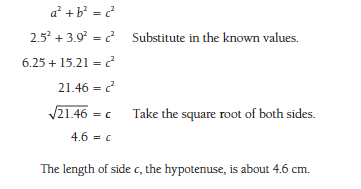 a² + b² = c²
2.5² + 3.9² = c² Substitute in the known values.
6.25 + 15.21 = c²
21.46 = c²
√21.46 = c Take the square root of both sides.
4.6 = c
The length of side c, the hypotenuse, is about 4.6 cm.